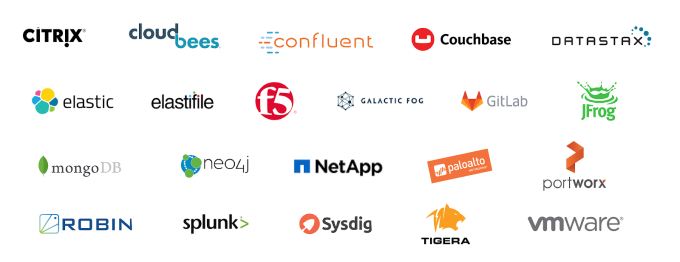 CITRIX®
cloudbees®
confluent
Couchbase
DATASTAX
elastic
elastifile
f5®
GALACTIC FOG
GitLab
JFrog
mongoDB
neo4j
NetApp
paloalto
portworx
ROBIN
splunk>
Sysdig
TIGERA
vmware®